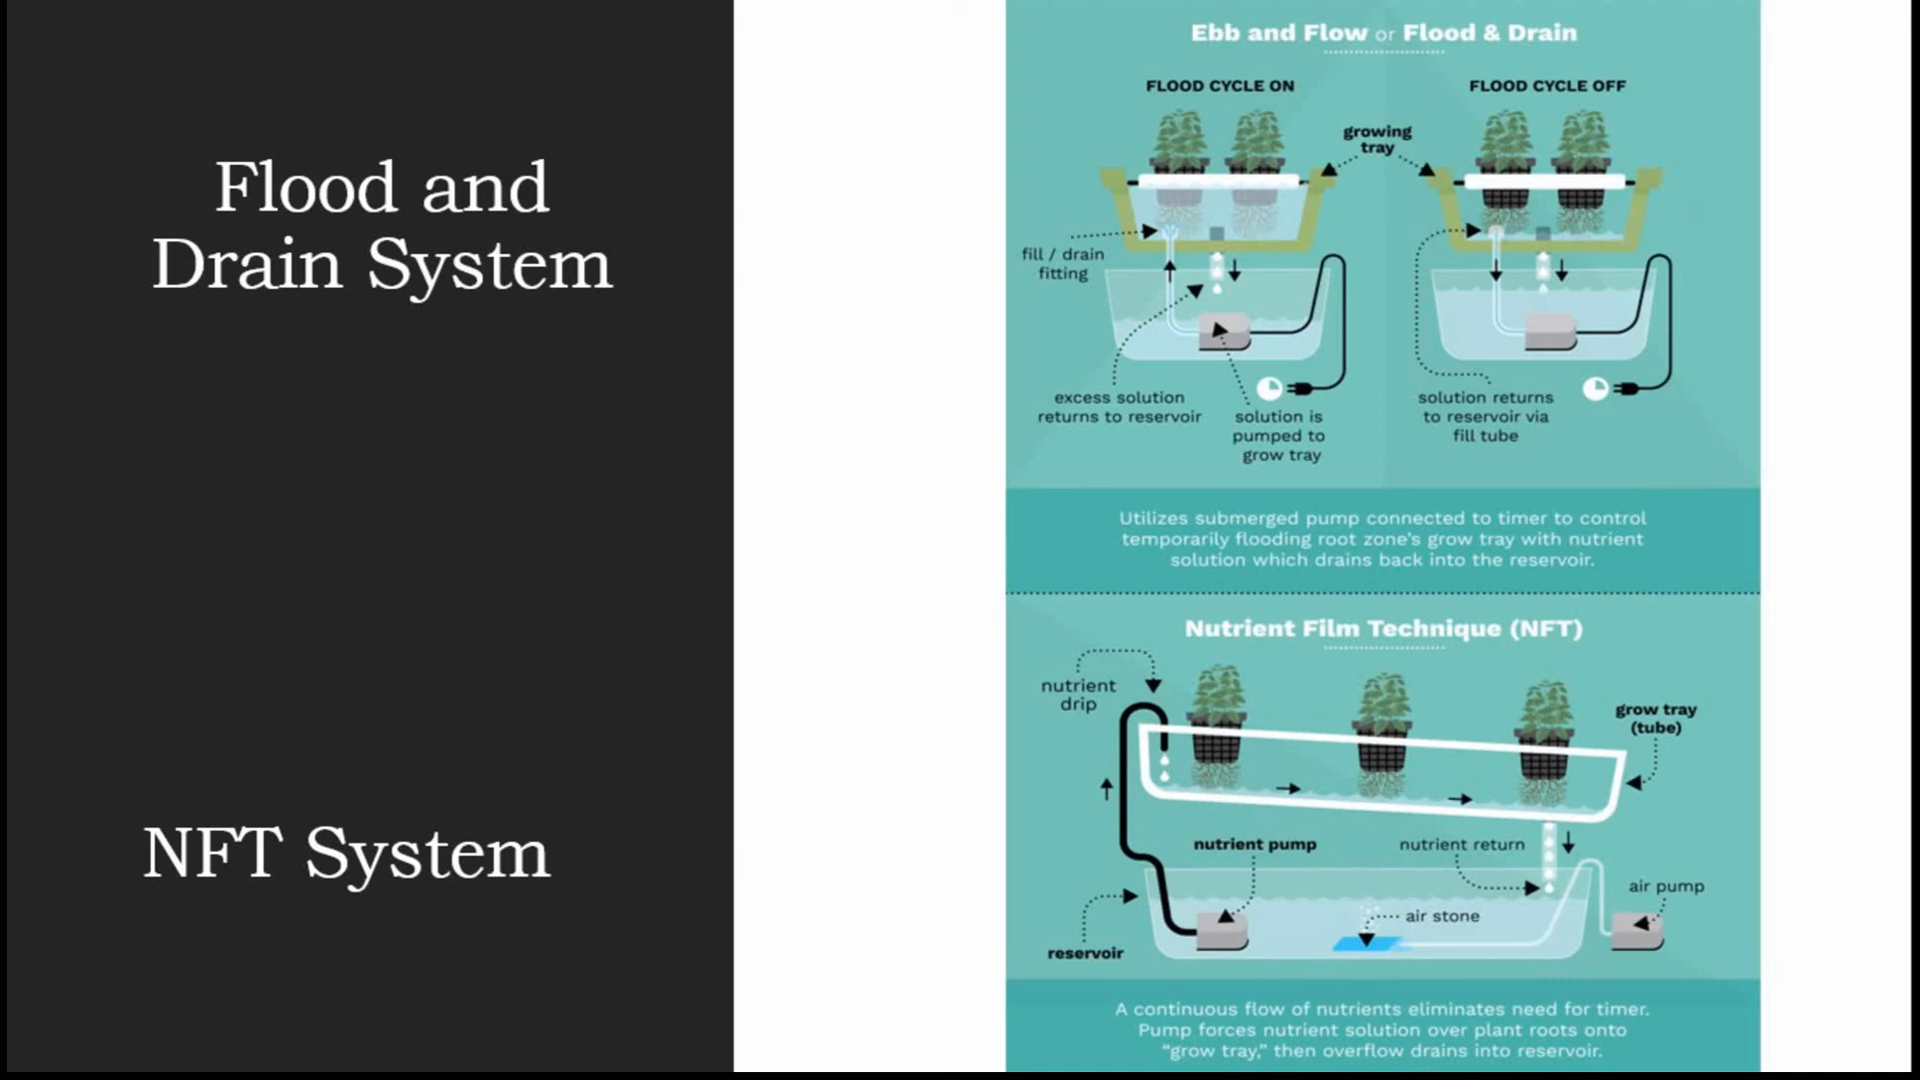 Flood and
Drain System
NFT System
Ebb and Flow or Flood & Drain
FLOOD CYCLE ON
FLOOD CYCLE OFF
growing
tray
fill / drain
fitting
excess solution
returns to reservoir
solution is
pumped to
grow tray
solution returns
to reservoir via
fill tube
Utilizes submerged pump connected to timer to control
temporarily flooding root zone's grow tray with nutrient
solution which drains back into the reservoir.
Nutrient Film Technique (NFT)
nutrient
drip
grow tray
(tube)
nutrient pump
nutrient return
air pump
air stone
reservoir
A continuous flow of nutrients eliminates need for timer.
Pump forces nutrient solution over plant roots onto
“grow tray,” then overflow drains into reservoir.